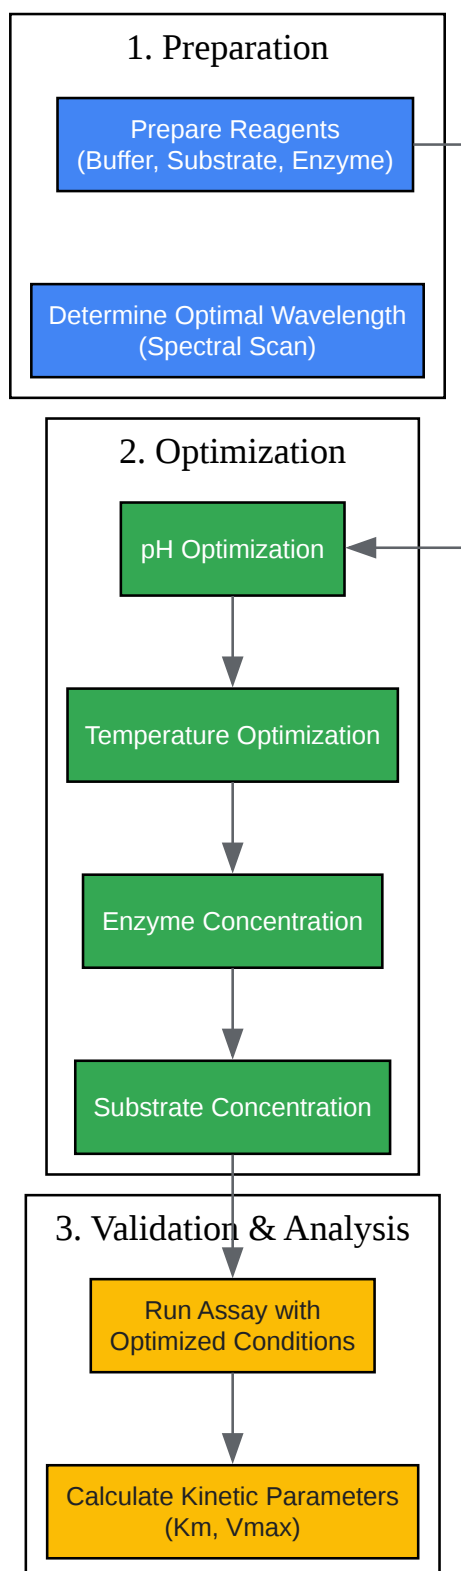 1. Preparation
Prepare Reagents
(Buffer, Substrate, Enzyme)
Determine Optimal Wavelength
(Spectral Scan)
2. Optimization
pH Optimization
Temperature Optimization
Enzyme Concentration
Substrate Concentration
3. Validation & Analysis
Run Assay with
Optimized Conditions
Calculate Kinetic Parameters
(Km, Vmax)